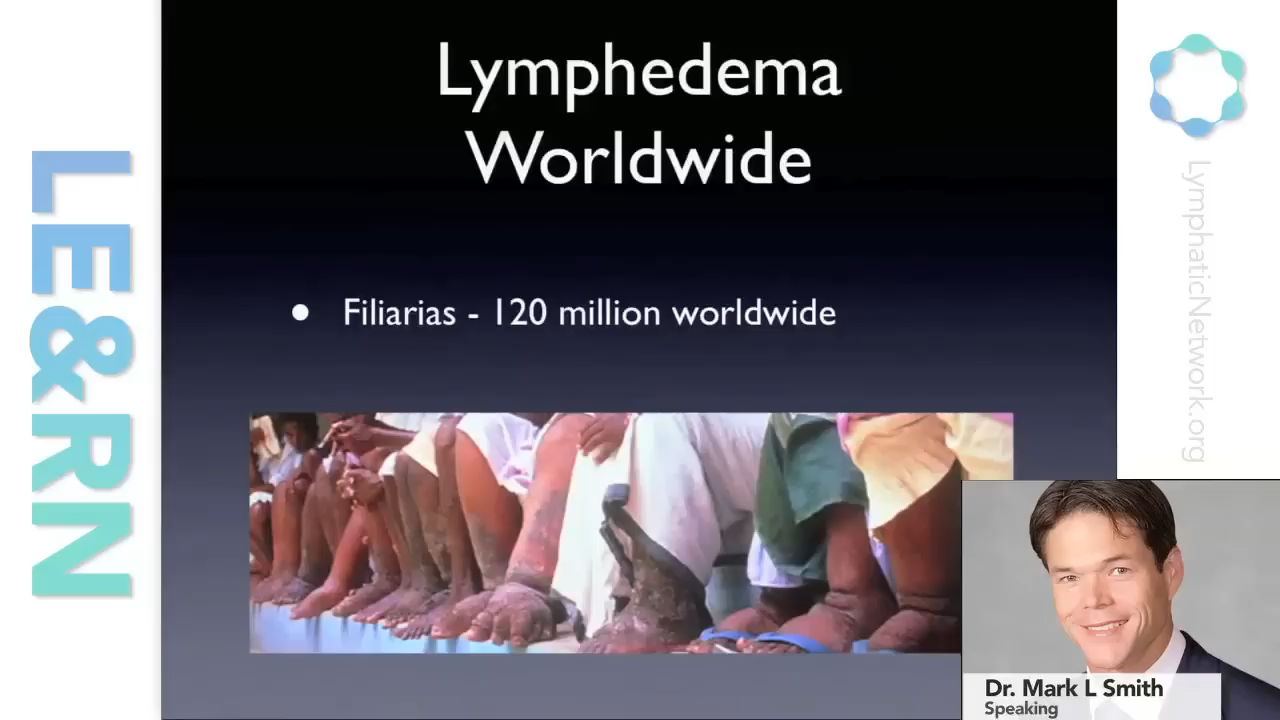 LE&RN
Lymphedema
Worldwide
• Filiarias - 120 million worldwide
LymphaticNetwork.org
Dr. Mark L Smith
Speaking